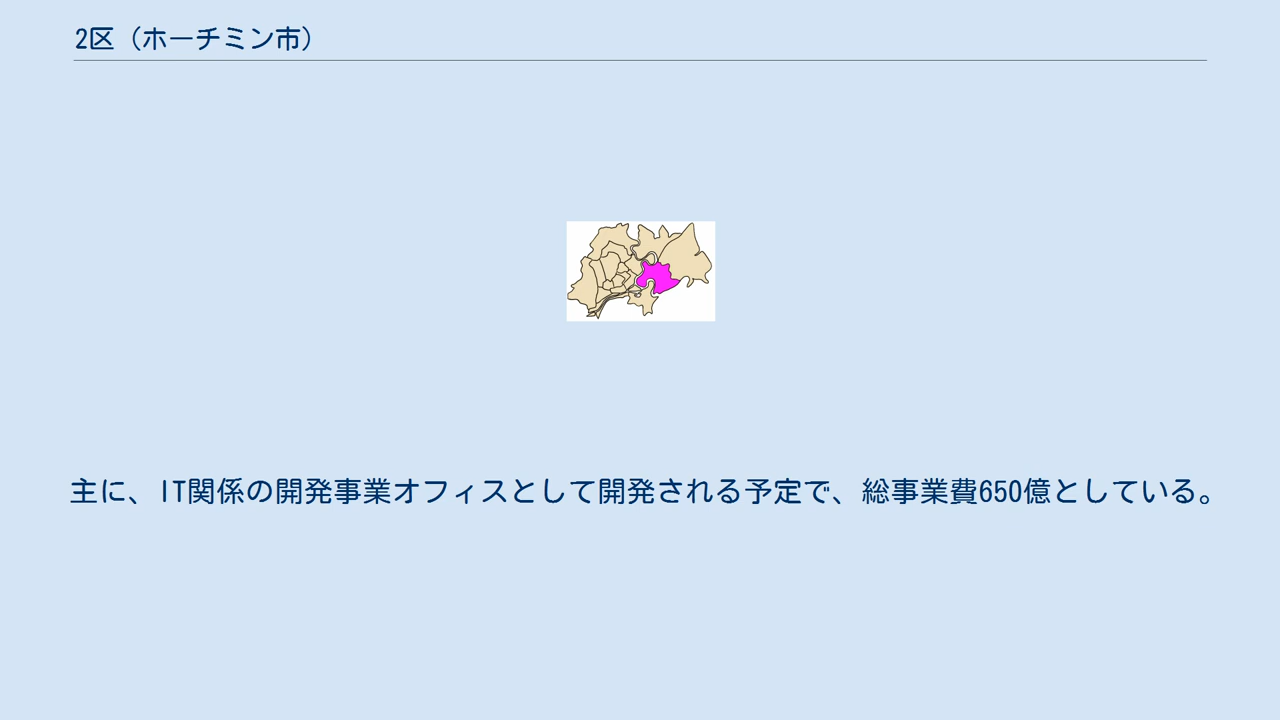 2区（ホーチミン市）
主に、IT関係の開発事業オフィスとして開発される予定で、総事業費650億としている。